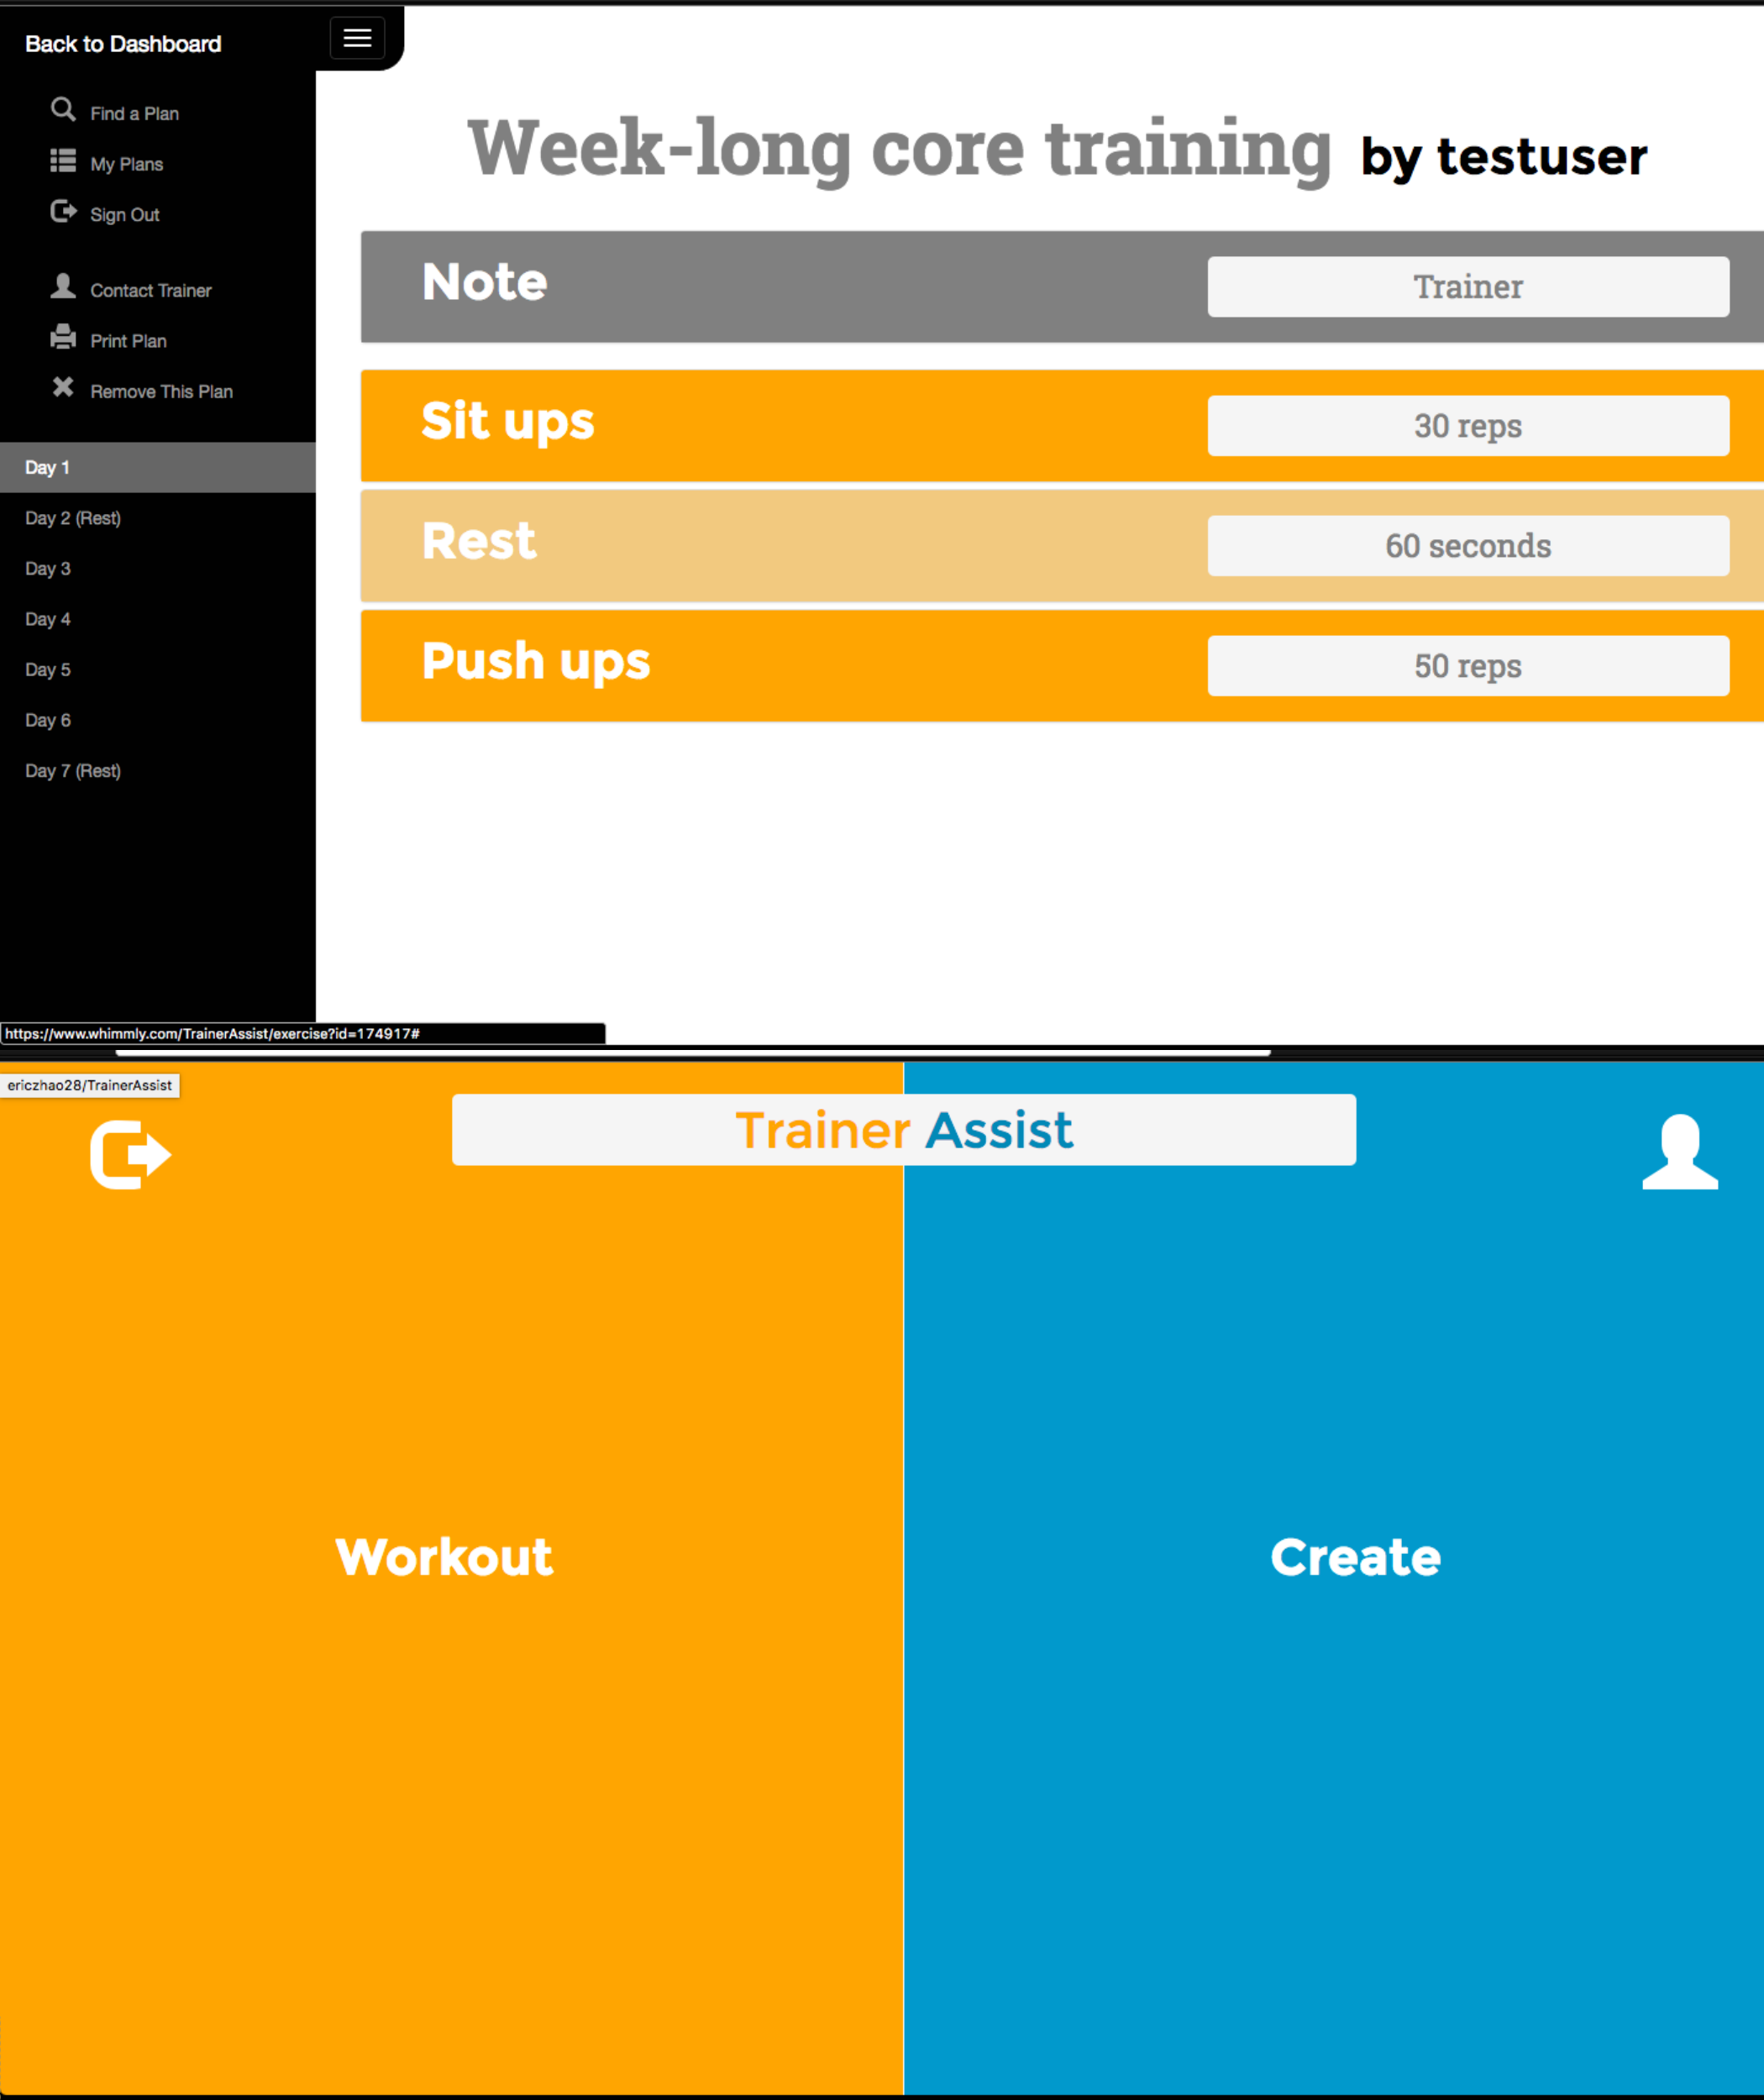 Back to Dashboard
Find a Plan
My Plans
Sign Out
Contact Trainer
Print Plan
Remove This Plan
Day 1
Day 2 (Rest)
Day 3
Day 4
Day 5
Day 6
Day 7 (Rest)
Week-long core training by testuser
Note Trainer
Sit ups 30 reps
Rest 60 seconds
Push ups 50 reps
https://www.whimmly.com/TrainerAssist/exercise?id=174917#
ericzhao28/TrainerAssist
Trainer Assist
Workout
Create